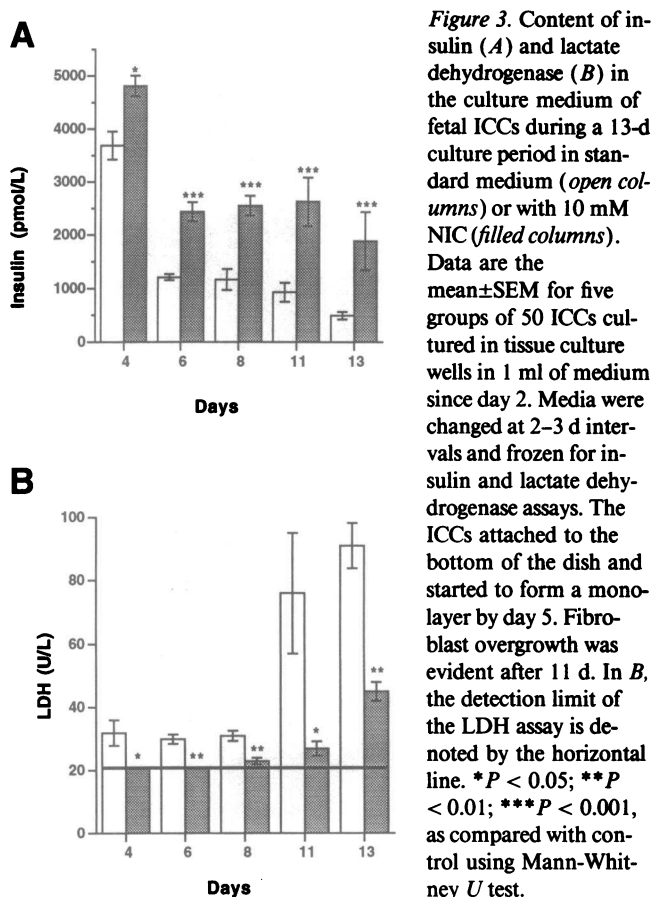 A
Insulin (pmol/L)
5000
4000
3000
2000
1000
0
*
***
***
***
***
4 6 8 11 13
Days
B
LDH (U/L)
100
80
60
40
20
0
*
**
**
*
**
4 6 8 11 13
Days
Figure 3. Content of in-
sulin (A) and lactate
dehydrogenase (B) in
the culture medium of
fetal ICCs during a 13-d
culture period in stan-
dard medium (open col-
umns) or with 10 mM
NIC (filled columns).
Data are the
mean±SEM for five
groups of 50 ICCs cul-
tured in tissue culture
wells in 1 ml of medium
since day 2. Media were
changed at 2–3 d inter-
vals and frozen for in-
sulin and lactate dehy-
drogenase assays. The
ICCs attached to the
bottom of the dish and
started to form a mono-
layer by day 5. Fibro-
blast overgrowth was
evident after 11 d. In B,
the detection limit of
the LDH assay is de-
noted by the horizontal
line. *P < 0.05; **P
< 0.01; ***P < 0.001,
as compared with con-
trol using Mann-Whit-
ney U test.